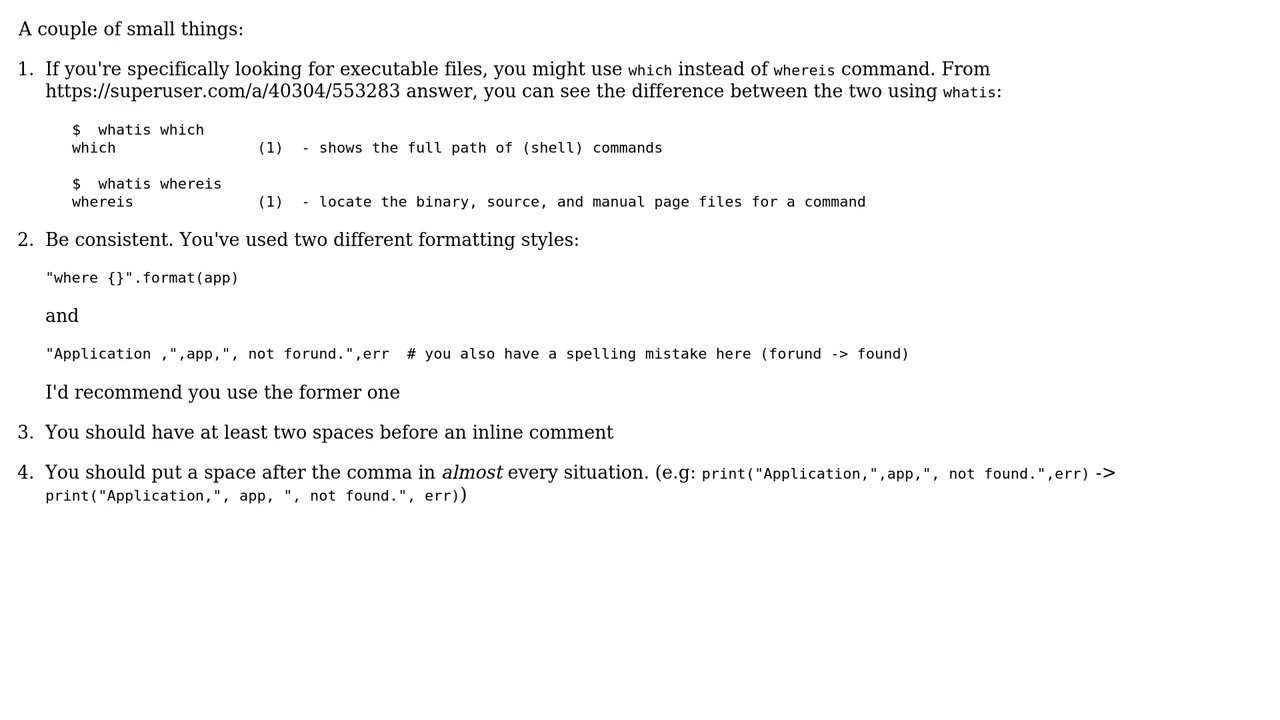 A couple of small things:
1. If you're specifically looking for executable files, you might use which instead of whereis command. From
https://superuser.com/a/40304/553283 answer, you can see the difference between the two using whatis:
$  whatis which
which                (1)  - shows the full path of (shell) commands
$  whatis whereis
whereis              (1)  - locate the binary, source, and manual page files for a command
2. Be consistent. You've used two different formatting styles:
"where {}".format(app)
and
"Application ,",app,", not forund.",err  # you also have a spelling mistake here (forund -> found)
I'd recommend you use the former one
3. You should have at least two spaces before an inline comment
4. You should put a space after the comma in almost every situation. (e.g: print("Application,",app,", not found.",err) ->
print("Application,", app, ", not found.", err))